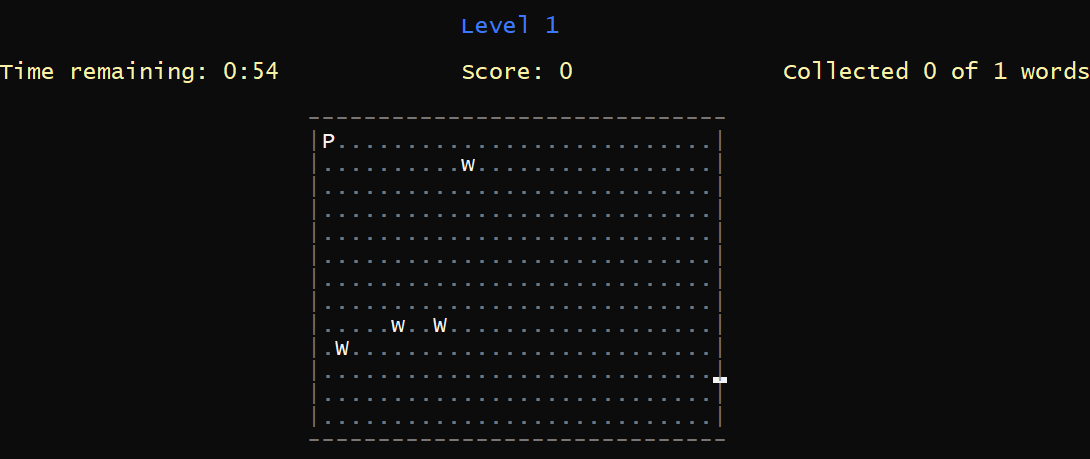 Level 1
Time remaining: 0:54 Score: 0 Collected 0 of 1 words
------------------------------
|P...........................|
|..........w.................|
|............................|
|............................|
|............................|
|............................|
|............................|
|............................|
|.....w..W...................|
|.W..........................|
|............................|
|............................|
|............................|
------------------------------